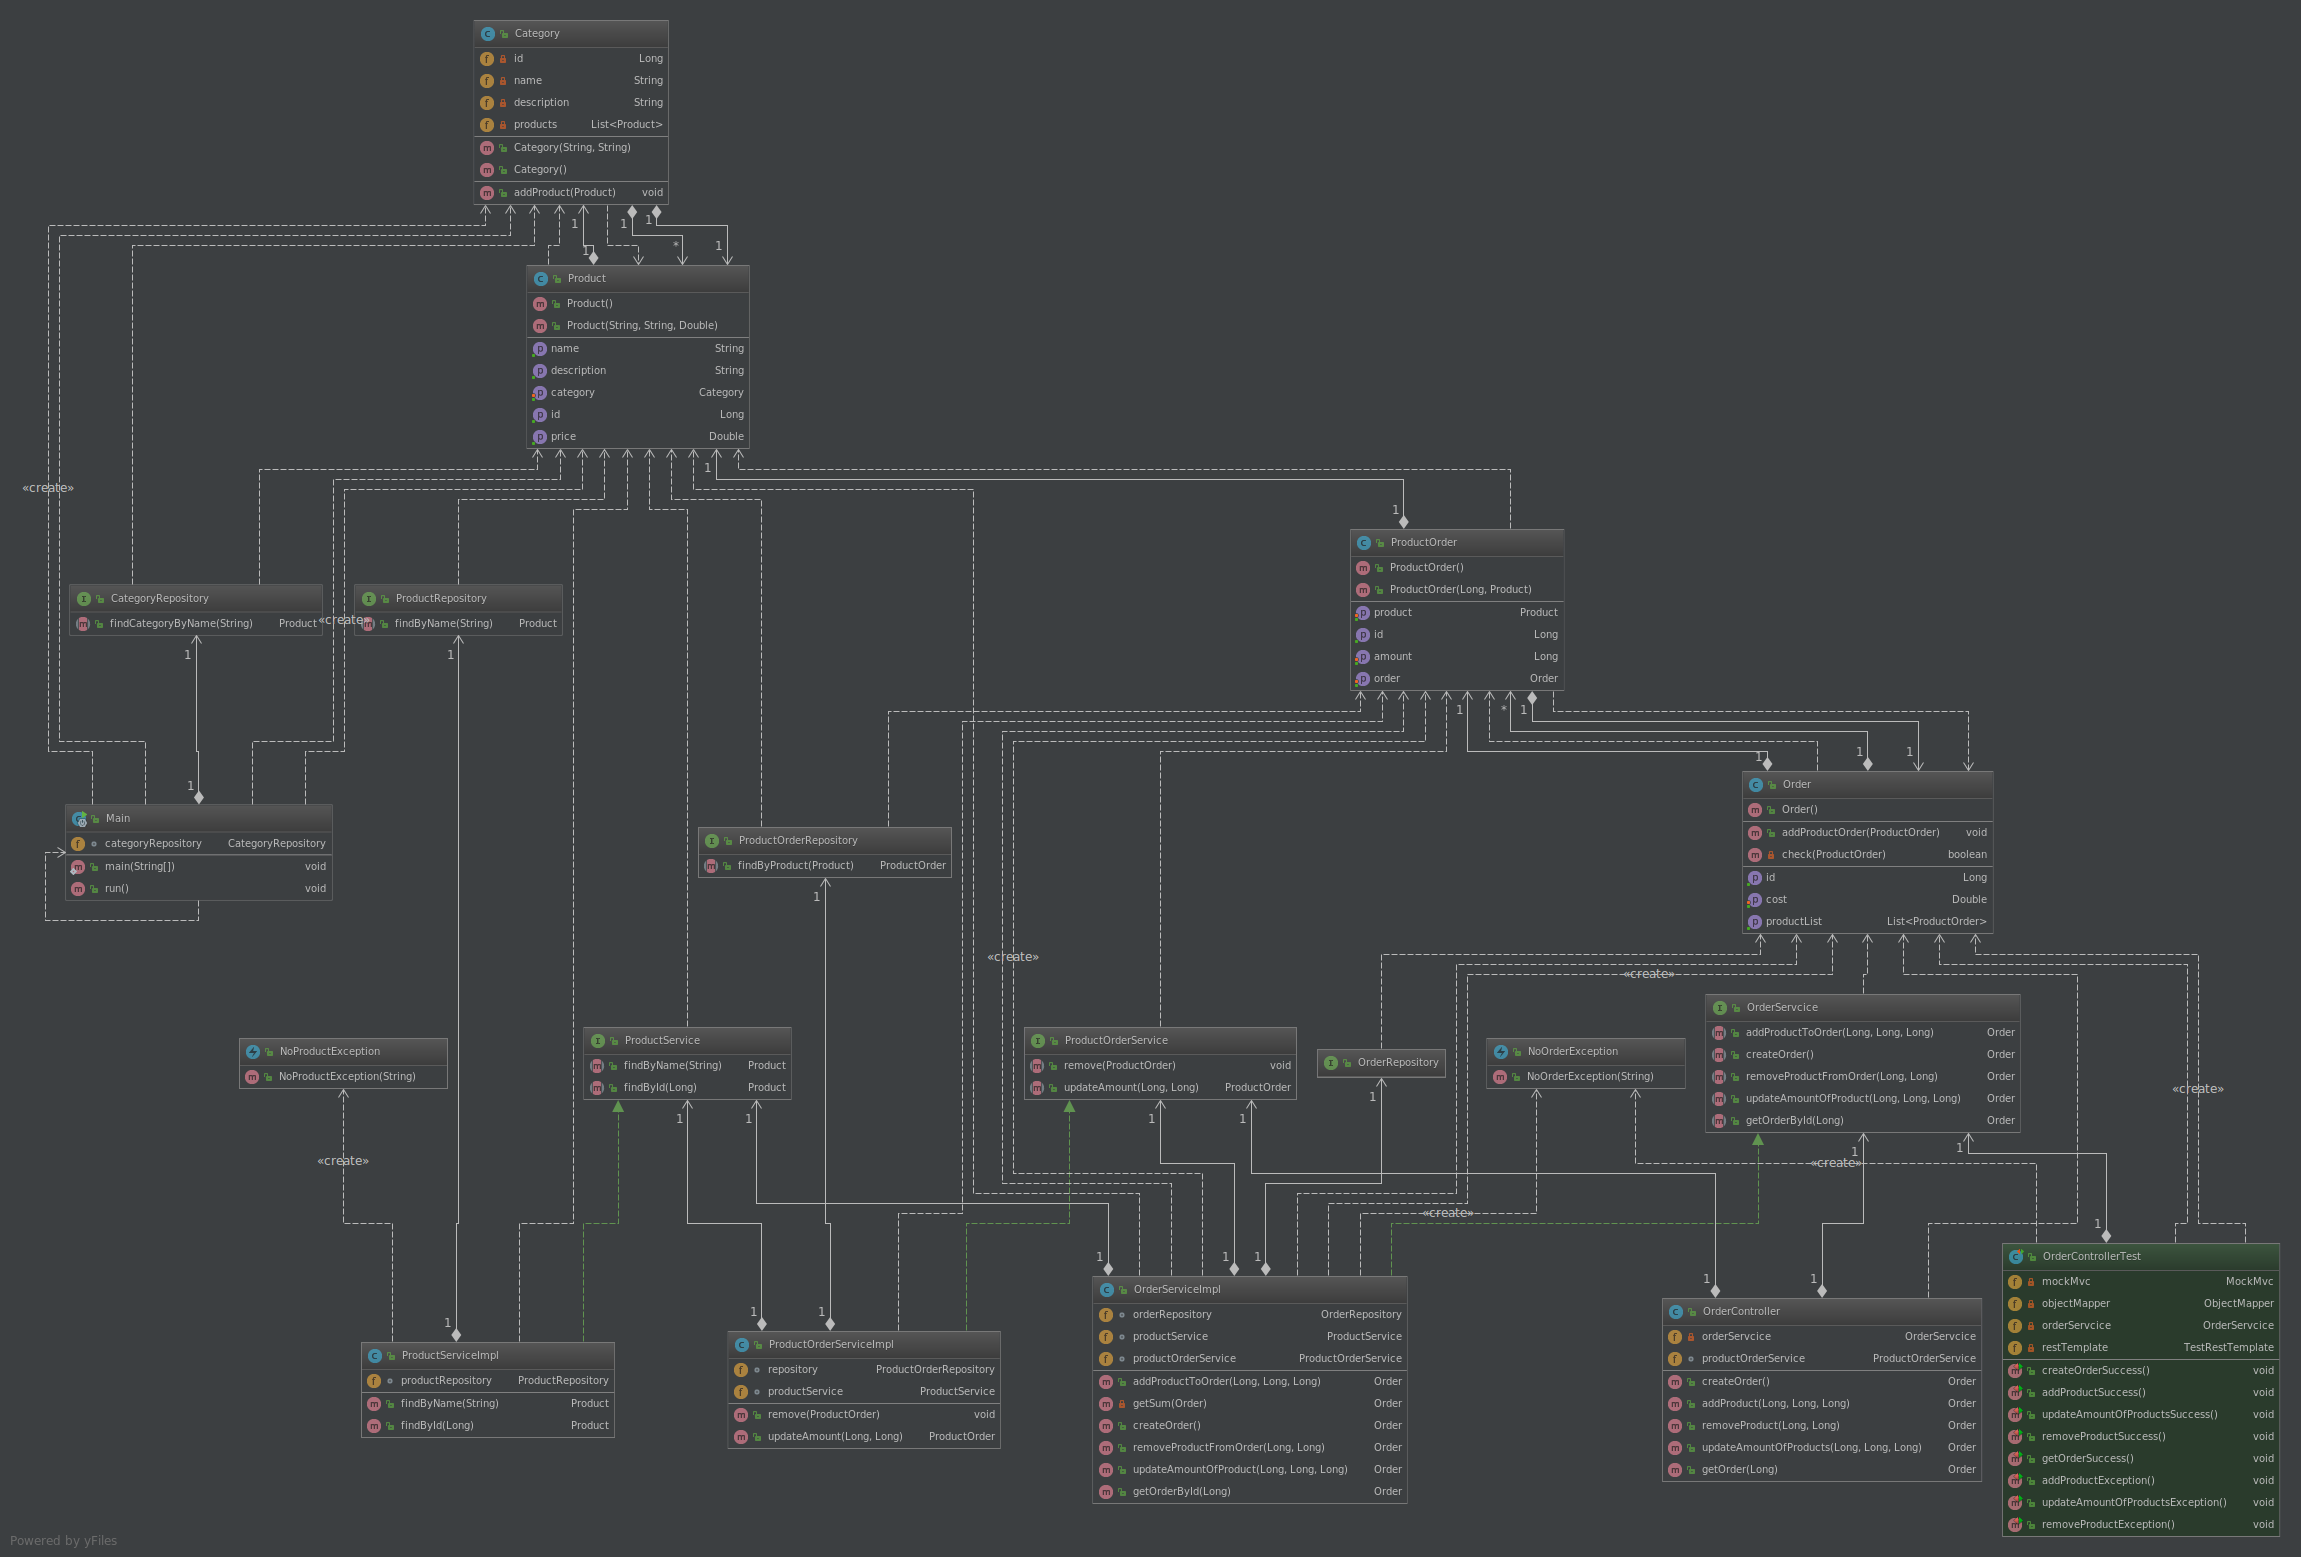 Category
id Long
name String
description String
products List<Product>
Category(String, String)
Category()
addProduct(Product) void
1
1
1
1
*
1
Product
Product()
Product(String, String, Double)
name String
description String
category Category
id Long
price Double
1
«create»
1
ProductOrder
ProductOrder()
ProductOrder(Long, Product)
product Product
id Long
amount Long
order Order
CategoryRepository
findCategoryByName(String) Product
«create»
ProductRepository
findByName(String) Product
1
1
1
*
1
1
1
1
1
Main
categoryRepository CategoryRepository
main(String[]) void
run() void
ProductOrderRepository
findByProduct(Product) ProductOrder
1
Order
Order()
addProductOrder(ProductOrder) void
check(ProductOrder) boolean
id Long
cost Double
productList List<ProductOrder>
«create»
«create»
«create»
NoProductException
NoProductException(String)
ProductService
findByName(String) Product
findById(Long) Product
ProductOrderService
remove(ProductOrder) void
updateAmount(Long, Long) ProductOrder
OrderRepository
NoOrderException
NoOrderException(String)
OrderServcice
addProductToOrder(Long, Long, Long) Order
createOrder() Order
removeProductFromOrder(Long, Long) Order
updateAmountOfProduct(Long, Long, Long) Order
getOrderById(Long) Order
1
1
1
1
1
1
1
«create»
«create»
«create»
1
1
1
1
1
1
1
1
1
ProductServiceImpl
productRepository ProductRepository
findByName(String) Product
findById(Long) Product
ProductOrderServiceImpl
repository ProductOrderRepository
productService ProductService
remove(ProductOrder) void
updateAmount(Long, Long) ProductOrder
OrderServiceImpl
orderRepository OrderRepository
productService ProductService
productOrderService ProductOrderService
addProductToOrder(Long, Long, Long) Order
getSum(Order) Order
createOrder() Order
removeProductFromOrder(Long, Long) Order
updateAmountOfProduct(Long, Long, Long) Order
getOrderById(Long) Order
OrderController
orderServcice OrderServcice
productOrderService ProductOrderService
createOrder() Order
addProduct(Long, Long, Long) Order
removeProduct(Long, Long) Order
updateAmountOfProducts(Long, Long, Long) Order
getOrder(Long) Order
OrderControllerTest
mockMvc MockMvc
objectMapper ObjectMapper
orderServcice OrderServcice
restTemplate TestRestTemplate
createOrderSuccess() void
addProductSuccess() void
updateAmountOfProductsSuccess() void
removeProductSuccess() void
getOrderSuccess() void
addProductException() void
updateAmountOfProductsException() void
removeProductException() void
Powered by yFiles